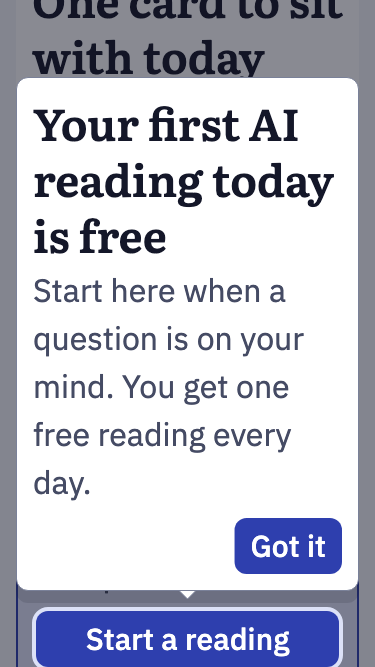 One card to sit
with today
Your first AI
reading today
is free
Start here when a
question is on your
mind. You get one
free reading every
day.
Got it
Start a reading